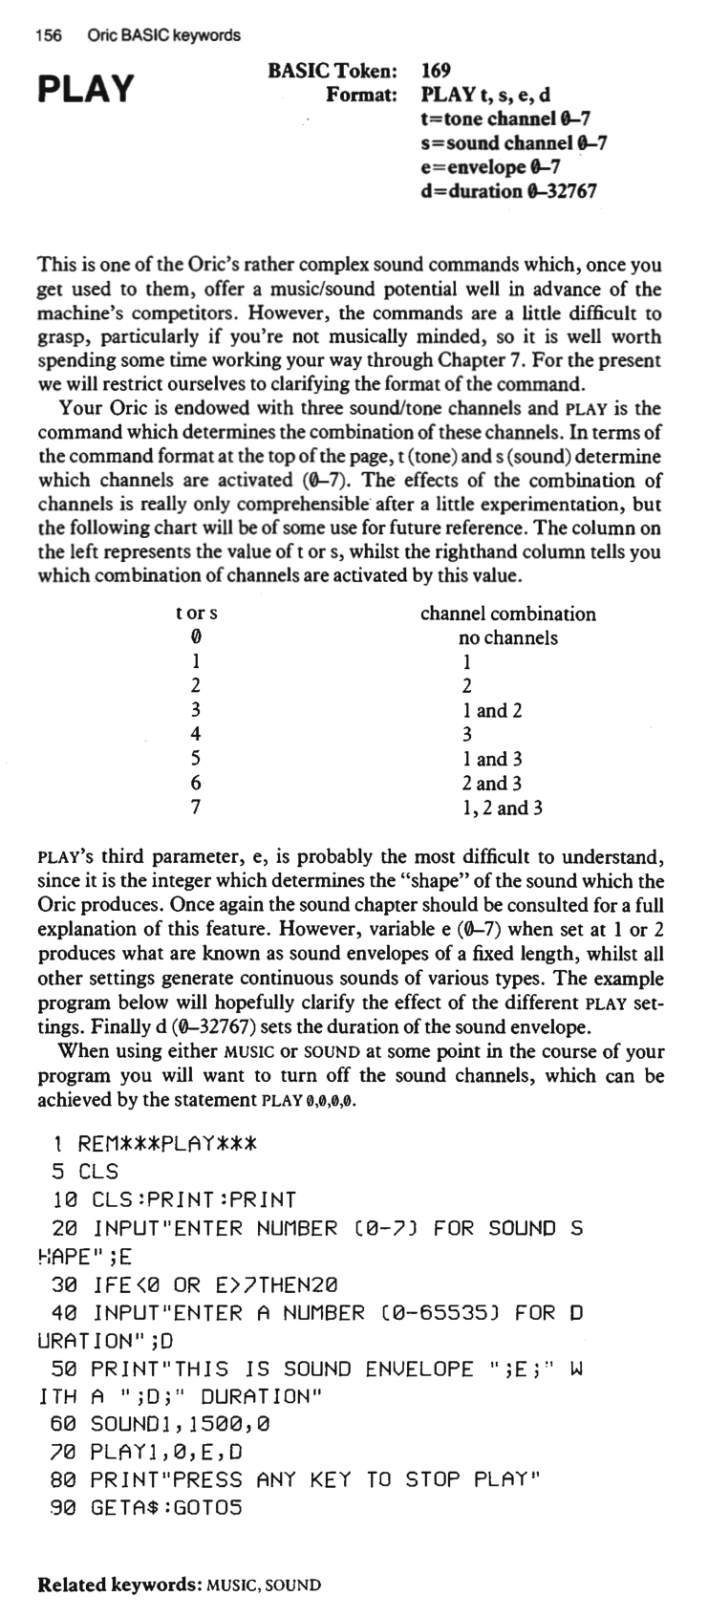 156 Oric BASIC keywords
PLAY
BASIC Token: 169
Format: PLAY t, s, e, d
t=tone channel 0–7
s=sound channel 0–7
e=envelope 0–7
d=duration 0–32767
This is one of the Oric's rather complex sound commands which, once you
get used to them, offer a music/sound potential well in advance of the
machine's competitors. However, the commands are a little difficult to
grasp, particularly if you're not musically minded, so it is well worth
spending some time working your way through Chapter 7. For the present
we will restrict ourselves to clarifying the format of the command.
Your Oric is endowed with three sound/tone channels and PLAY is the
command which determines the combination of these channels. In terms of
the command format at the top of the page, t (tone) and s (sound) determine
which channels are activated (0–7). The effects of the combination of
channels is really only comprehensible after a little experimentation, but
the following chart will be of some use for future reference. The column on
the left represents the value of t or s, whilst the righthand column tells you
which combination of channels are activated by this value.
t or s channel combination
0 no channels
1 1
2 2
3 1 and 2
4 3
5 1 and 3
6 2 and 3
7 1, 2 and 3
PLAY's third parameter, e, is probably the most difficult to understand,
since it is the integer which determines the "shape" of the sound which the
Oric produces. Once again the sound chapter should be consulted for a full
explanation of this feature. However, variable e (0–7) when set at 1 or 2
produces what are known as sound envelopes of a fixed length, whilst all
other settings generate continuous sounds of various types. The example
program below will hopefully clarify the effect of the different PLAY set-
tings. Finally d (0–32767) sets the duration of the sound envelope.
When using either MUSIC or SOUND at some point in the course of your
program you will want to turn off the sound channels, which can be
achieved by the statement PLAY 0,0,0,0.
1 REM***PLAY***
5 CLS
10 CLS:PRINT:PRINT
20 INPUT"ENTER NUMBER (0-7) FOR SOUND S
HAPE";E
30 IFE<0 OR E>7THEN20
40 INPUT"ENTER A NUMBER (0-65535) FOR D
URATION";D
50 PRINT"THIS IS SOUND ENVELOPE ";E;" W
ITH A ";D;" DURATION"
60 SOUND1,1500,0
70 PLAY1,0,E,D
80 PRINT"PRESS ANY KEY TO STOP PLAY"
90 GETA$:GOTO5
Related keywords: MUSIC, SOUND